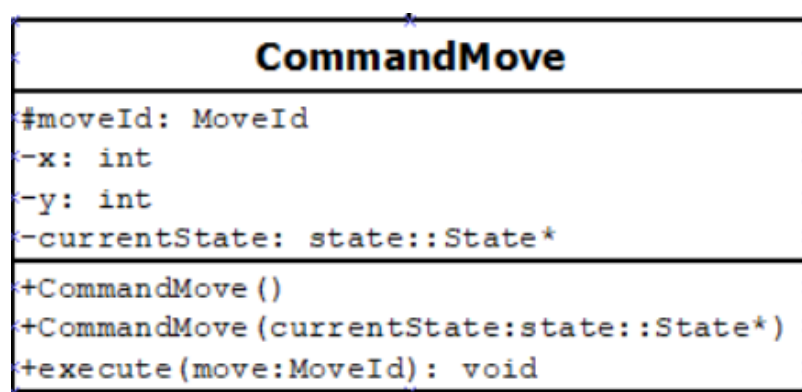 CommandMove
#moveId: MoveId
-x: int
-y: int
-currentState: state::State*
+CommandMove()
+CommandMove(currentState:state::State*)
+execute(move:MoveId): void